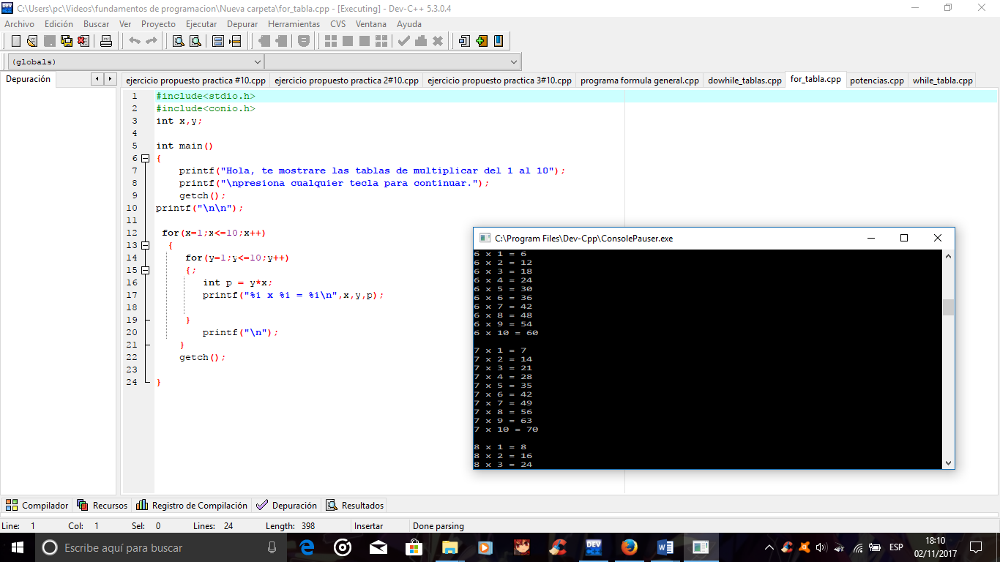 C:\Users\pc\Videos\fundamentos de programacion\Nueva carpeta\for_tabla.cpp - [Executing] - Dev-C++ 5.3.0.4
Archivo Edición Buscar Ver Proyecto Ejecutar Depurar Herramientas CVS Ventana Ayuda
(globals)
Depuración
ejercicio propuesto practica #10.cpp ejercicio propuesto practica 2#10.cpp ejercicio propuesto practica 3#10.cpp programa formula general.cpp dowhile_tablas.cpp for_tabla.cpp potencias.cpp while_tabla.cpp
1 #include<stdio.h>
2 #include<conio.h>
3 int x,y;
4
5 int main()
6 {
7 printf("Hola, te mostrare las tablas de multiplicar del 1 al 10");
8 printf("\npresiona cualquier tecla para continuar.");
9 getch();
10 printf("\n\n");
11
12 for(x=1;x<=10;x++)
13 {
14 for(y=1;y<=10;y++)
15 {;
16 int p = y*x;
17 printf("%i x %i = %i\n",x,y,p);
18
19 }
20 printf("\n");
21 }
22 getch();
23
24 }
C:\Program Files\Dev-Cpp\ConsolePauser.exe
6 x 1 = 6
6 x 2 = 12
6 x 3 = 18
6 x 4 = 24
6 x 5 = 30
6 x 6 = 36
6 x 7 = 42
6 x 8 = 48
6 x 9 = 54
6 x 10 = 60
7 x 1 = 7
7 x 2 = 14
7 x 3 = 21
7 x 4 = 28
7 x 5 = 35
7 x 6 = 42
7 x 7 = 49
7 x 8 = 56
7 x 9 = 63
7 x 10 = 70
8 x 1 = 8
8 x 2 = 16
8 x 3 = 24
Compilador Recursos Registro de Compilación Depuración Resultados
Line: 1 Col: 1 Sel: 0 Lines: 24 Length: 398 Insertar Done parsing
Escribe aquí para buscar
DEV
ESP
18:10
02/11/2017